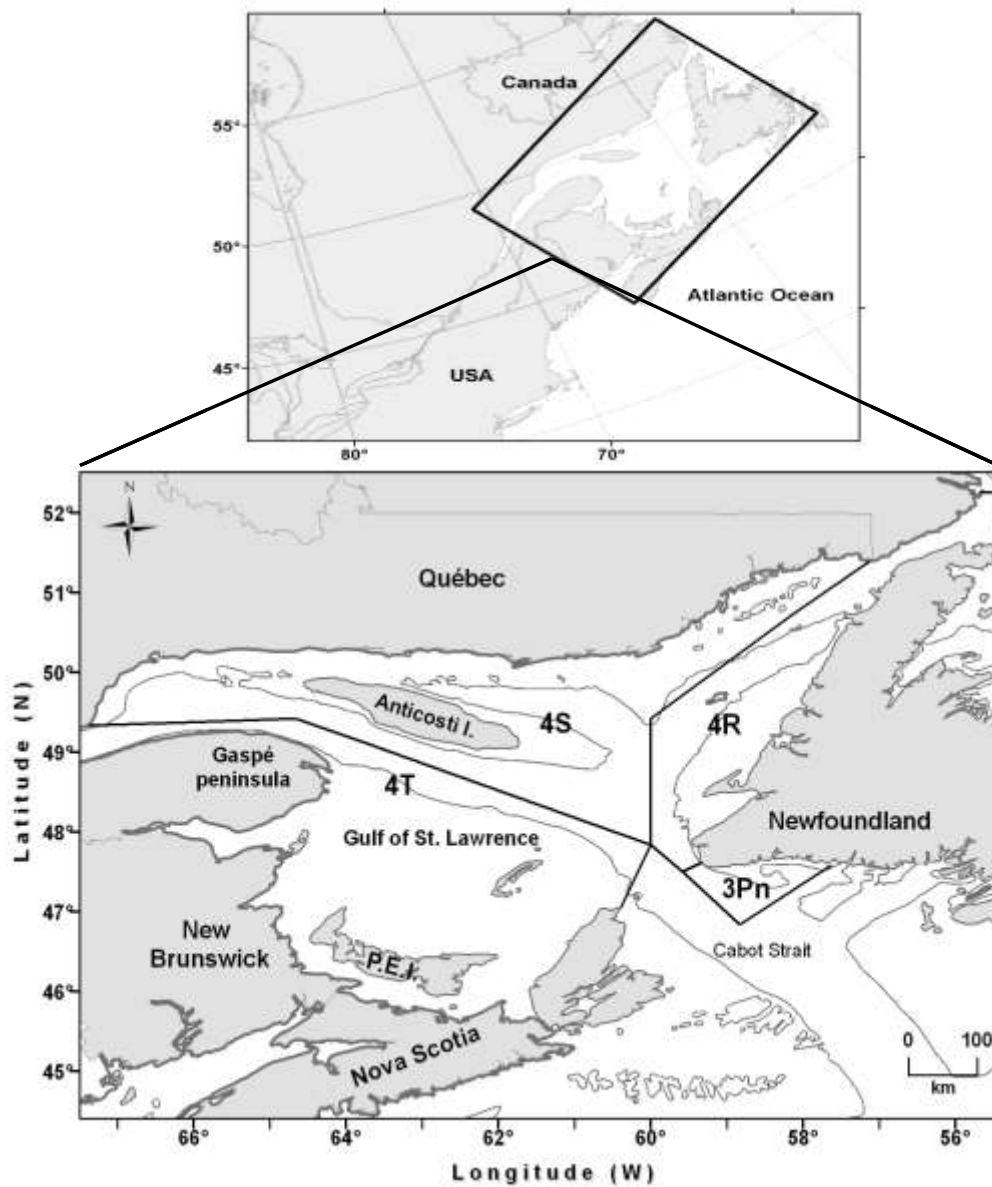 Canada
55°
50°
Atlantic Ocean
45°
USA
80°
70°
N
52°
Québec
51°
50°
Anticosti I.
4S
4R
49°
Gaspé
peninsula
4T
48°
Gulf of St. Lawrence
Newfoundland
3Pn
47°
New
Brunswick
Cabot Strait
P.E.I.
46°
Nova Scotia
45°
0
100
km
Latitude (N)
66°
64°
62°
60°
58°
56°
Longitude (W)